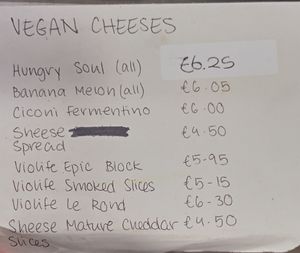 VEGAN CHEESES
Hungry Soul (all) £6.25
Banana Melon (all) £6.05
Ciconi Fermentino £6.00
Sheese £4.50
Spread
Violife Epic Block £5-95
Violife Smoked Slices £5-15
Violife Le Rond £6-30
Sheese Mature Cheddar £4.50
Slices